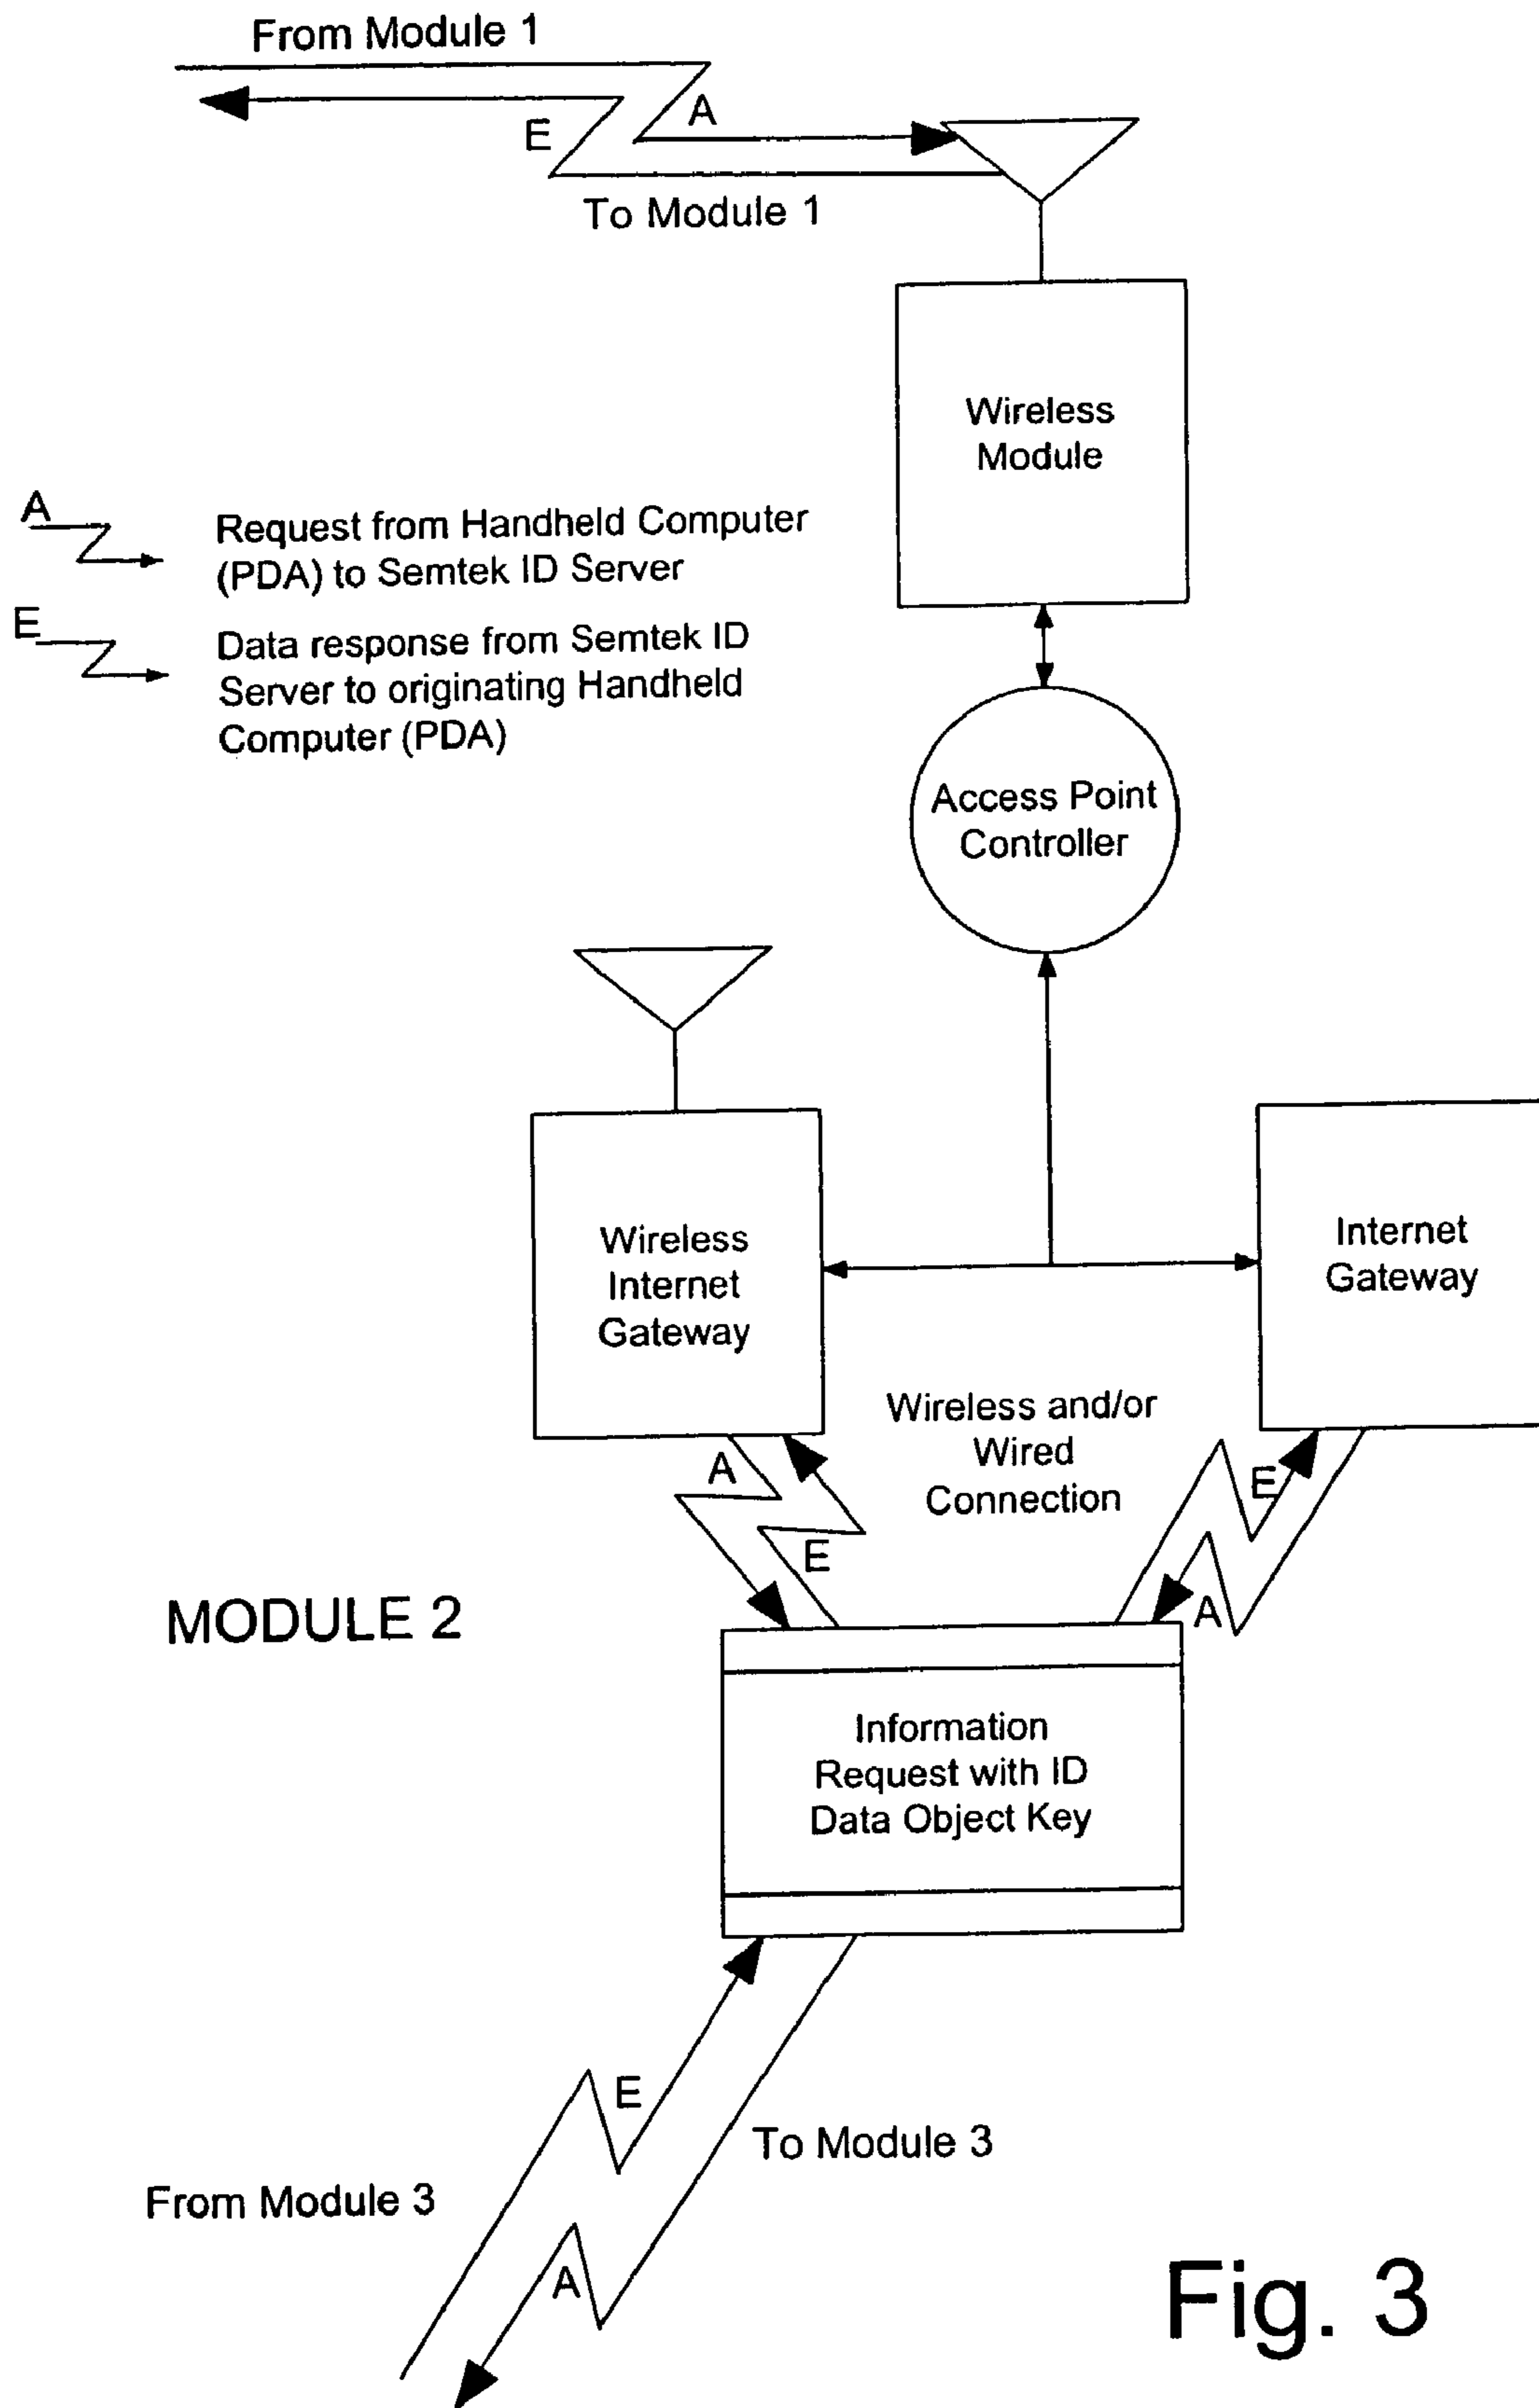 From Module 1
A
E
To Module 1
Wireless
Module
A
Request from Handheld Computer
(PDA) to Semtek ID Server
E
Data response from Semtek ID
Server to originating Handheld
Computer (PDA)
Access Point
Controller
Wireless
Internet
Gateway
Internet
Gateway
Wireless and/or
Wired
Connection
A
E
E
A
MODULE 2
Information
Request with ID
Data Object Key
E
To Module 3
From Module 3
A
Fig. 3